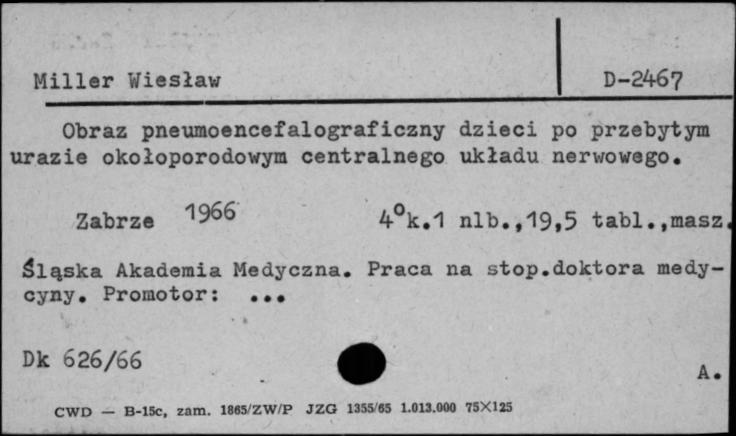 Miller Wiesław D-2467
Obraz pneumoencefalograficzny dzieci po przebytym
urazie okołoporodowym centralnego układu nerwowego.
Zabrze 1966 4°k.1 nlb.,19,5 tabl.,masz.
Śląska Akademia Medyczna. Praca na stop.doktora medy-
cyny. Promotor: ...
Dk 626/66
A.
CWD — B-15c, zam. 1865/ZW/P JZG 1355/65 1.013.000 75X125